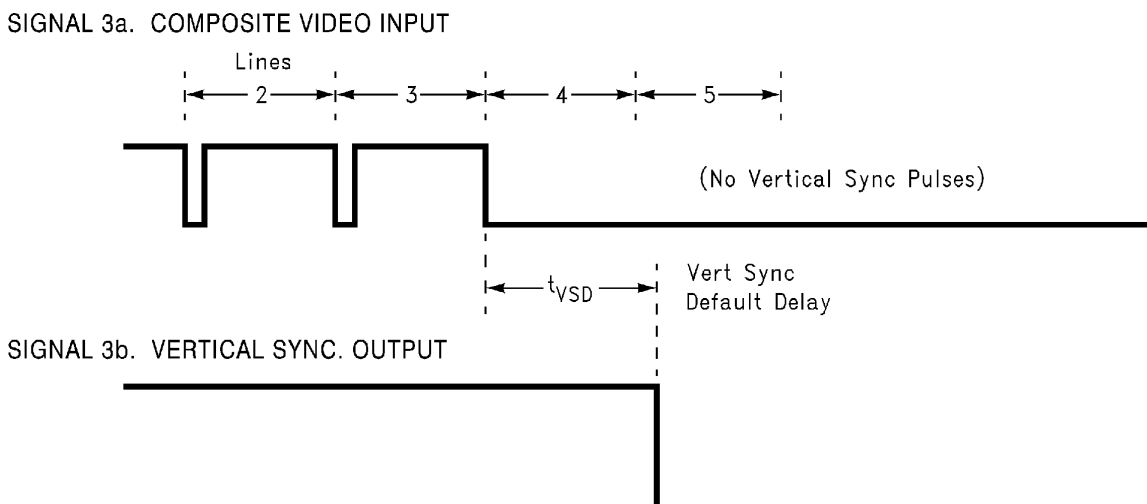 SIGNAL 3a. COMPOSITE VIDEO INPUT
Lines
2 3 4 5
(No Vertical Sync Pulses)
tVSD
Vert Sync
Default Delay
SIGNAL 3b. VERTICAL SYNC. OUTPUT